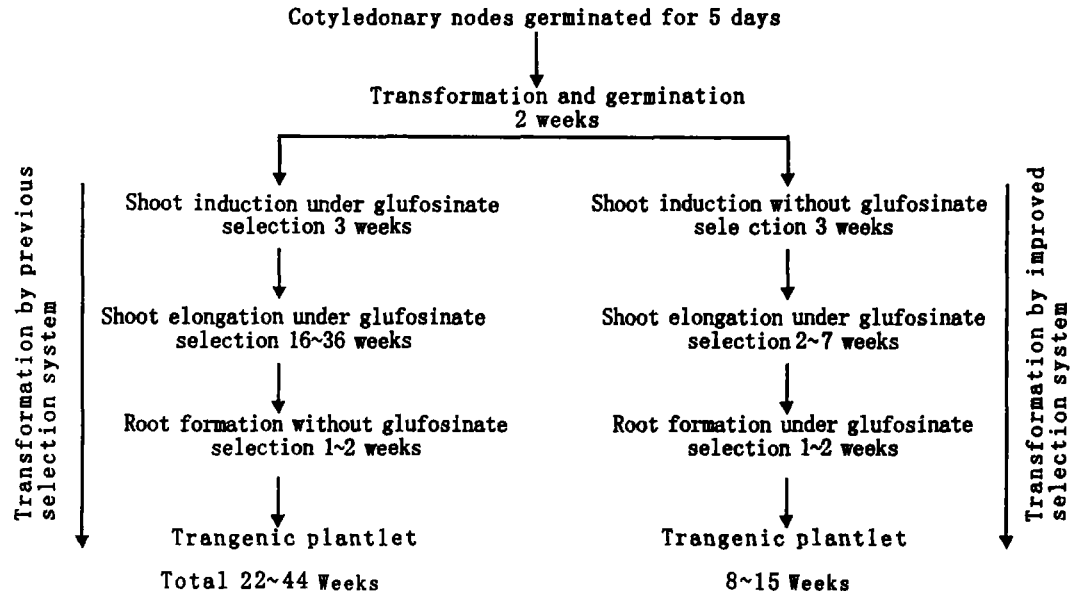 Cotyledonary nodes germinated for 5 days
Transformation and germination
2 weeks
Transformation by previous
selection system
Shoot induction under glufosinate
selection 3 weeks
Shoot elongation under glufosinate
selection 16~36 weeks
Root formation without glufosinate
selection 1~2 weeks
Trangenic plantlet
Total 22~44 Weeks
Shoot induction without glufosinate
sele ction 3 weeks
Shoot elongation under glufosinate
selection 2~7 weeks
Root formation under glufosinate
selection 1~2 weeks
Trangenic plantlet
8~15 Weeks
Transformation by improved
selection system